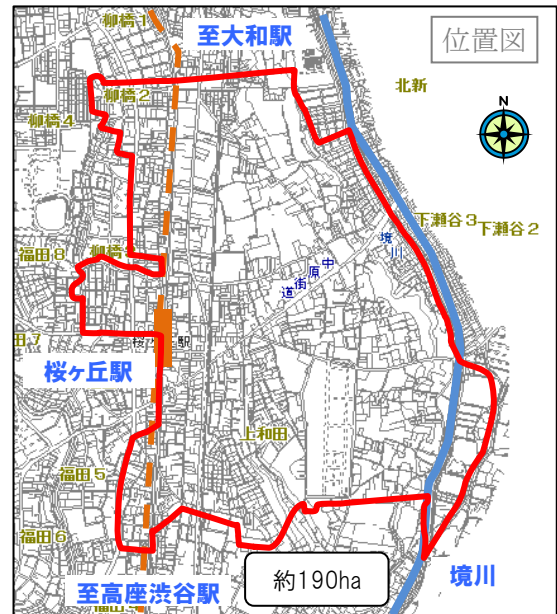 柳橋1
至大和駅
位置図
北新
柳橋2
N
柳橋4
下瀬谷3
下瀬谷2
境川
中原街道
福田8
桜ヶ丘駅
上和田
福田5
福田6
約190ha
至高座渋谷駅
境川